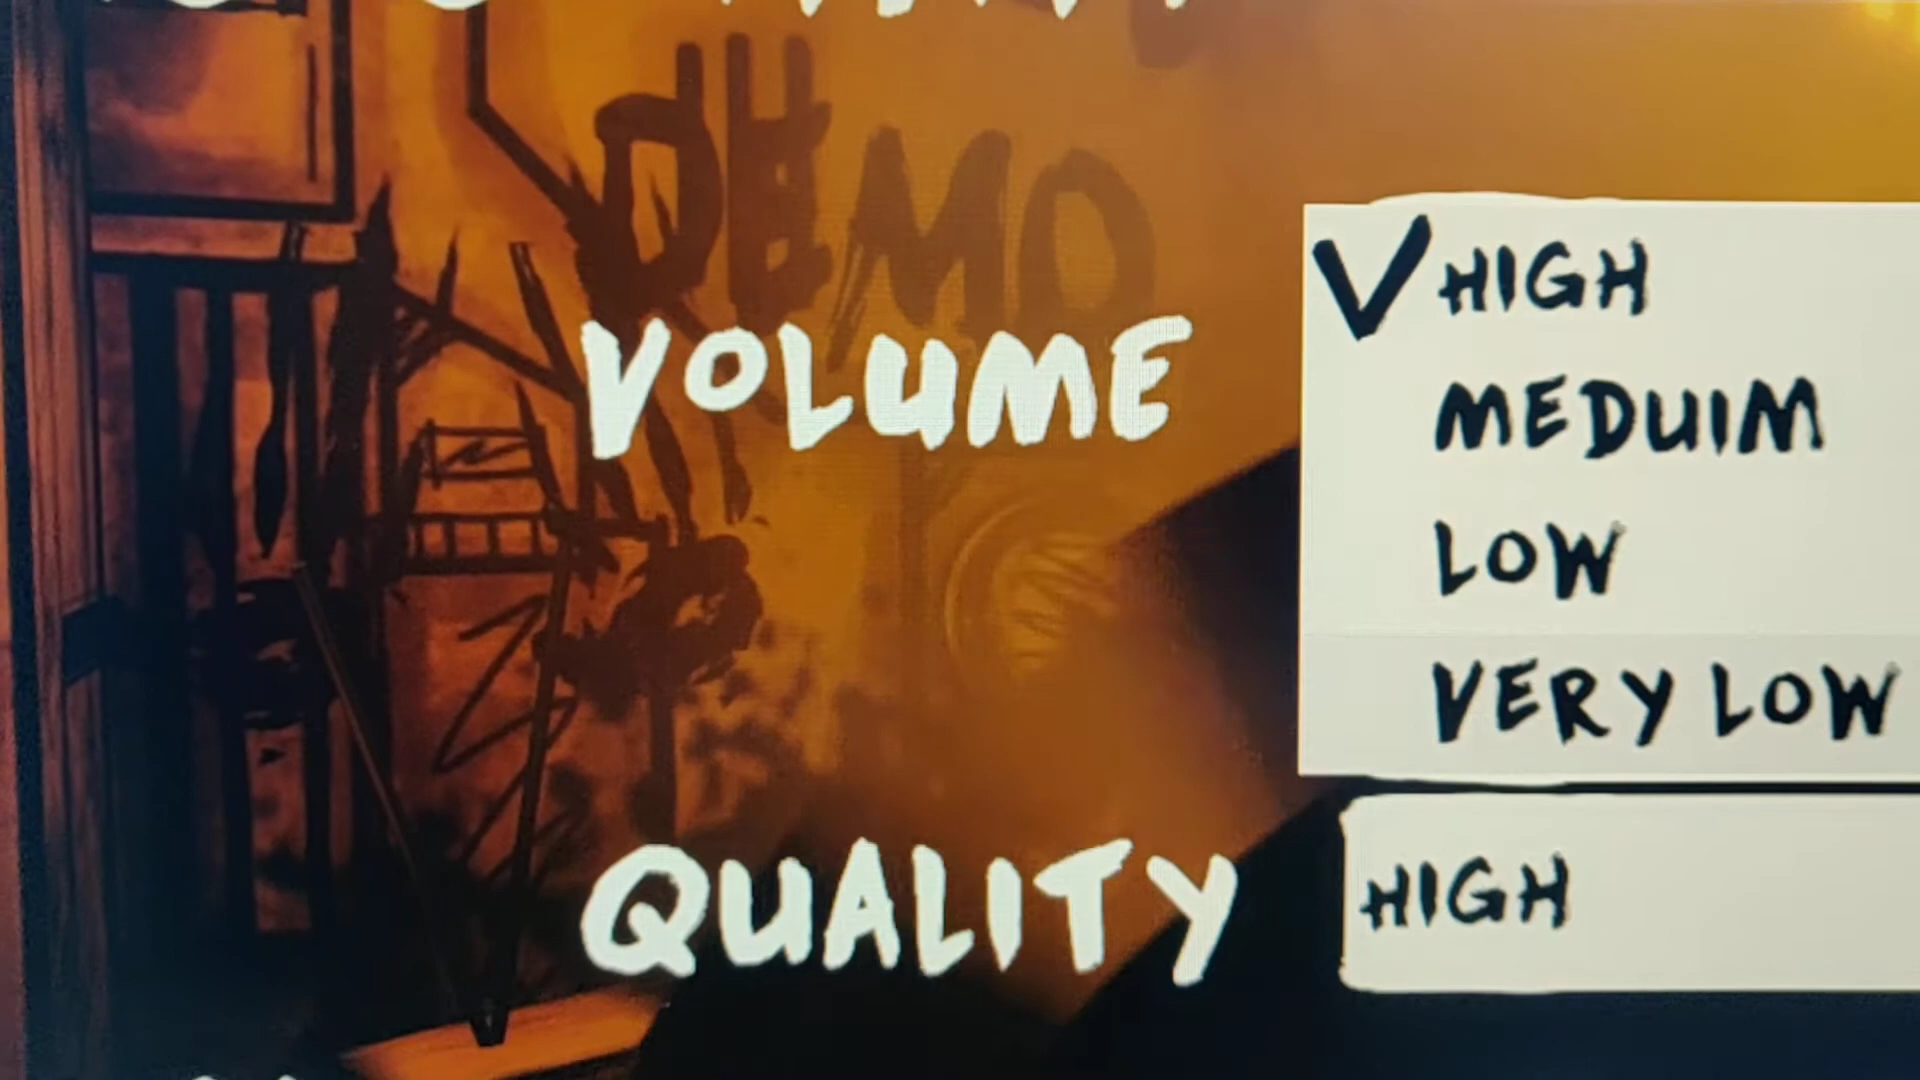 DEMO
VOLUME
HIGH
MEDUIM
LOW
VERY LOW
QUALITY
HIGH